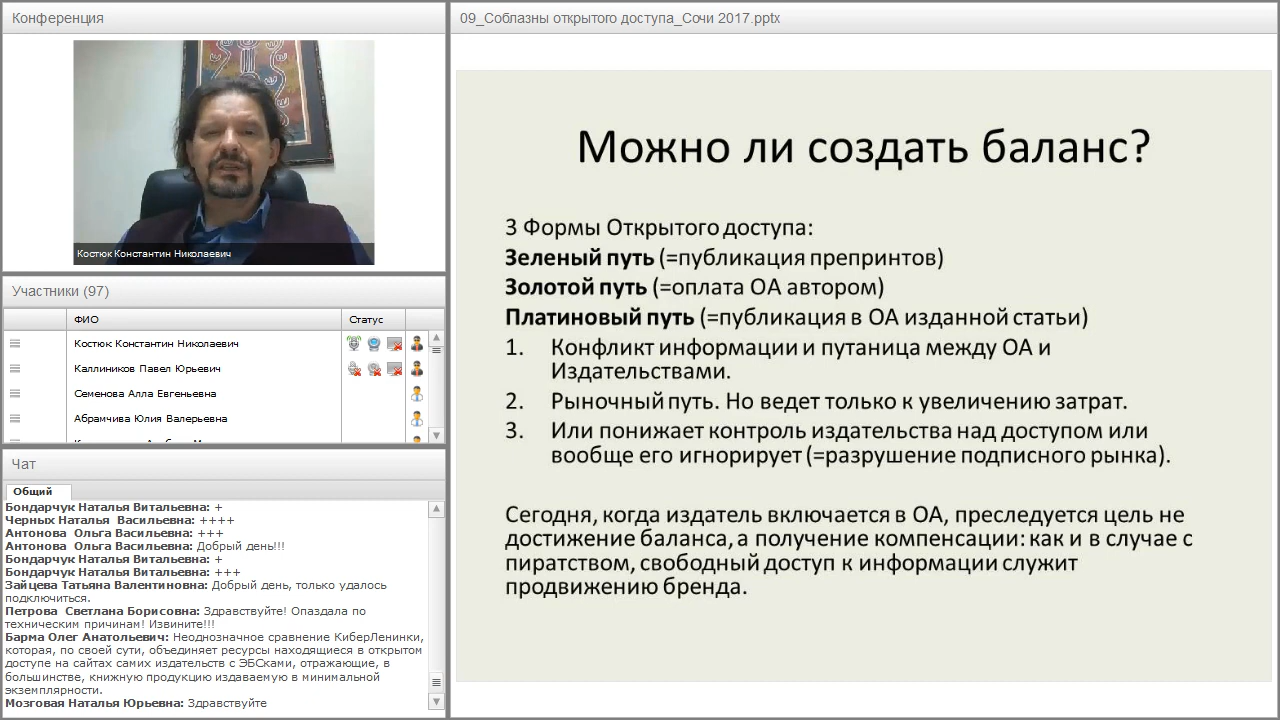 Конференция
Костюк Константин Николаевич
Участники (97)
ФИО
Статус
Костюк Константин Николаевич
Каллиников Павел Юрьевич
Семенова Алла Евгеньевна
Абрамчива Юлия Валерьевна
Чат
Общий
Бондарчук Наталья Витальевна: +
Черных Наталья Васильевна: ++++
Антонова Ольга Васильевна: +++
Антонова Ольга Васильевна: Добрый день!!!
Бондарчук Наталья Витальевна: +
Бондарчук Наталья Витальевна: +++
Зайцева Татьяна Валентиновна: Добрый день, только удалось
подключиться.
Петрова Светлана Борисовна: Здравствуйте! Опаздала по
техническим причинам! Извините!!!
Барма Олег Анатольевич: Неоднозначное сравнение КиберЛенинки,
которая, по своей сути, объединяет ресурсы находящиеся в открытом
доступе на сайтах самих издательств с ЭБСками, отражающие, в
большинстве, книжную продукцию издаваемую в минимальной
экземплярности.
Мозговая Наталья Юрьевна: Здравствуйте
09_Соблазны открытого доступа_Сочи 2017.pptx
Можно ли создать баланс?
3 Формы Открытого доступа:
Зеленый путь (=публикация препринтов)
Золотой путь (=оплата ОА автором)
Платиновый путь (=публикация в ОА изданной статьи)
1. Конфликт информации и путаница между ОА и
Издательствами.
2. Рыночный путь. Но ведет только к увеличению затрат.
3. Или понижает контроль издательства над доступом или
вообще его игнорирует (=разрушение подписного рынка).
Сегодня, когда издатель включается в ОА, преследуется цель не
достижение баланса, а получение компенсации: как и в случае с
пиратством, свободный доступ к информации служит
продвижению бренда.